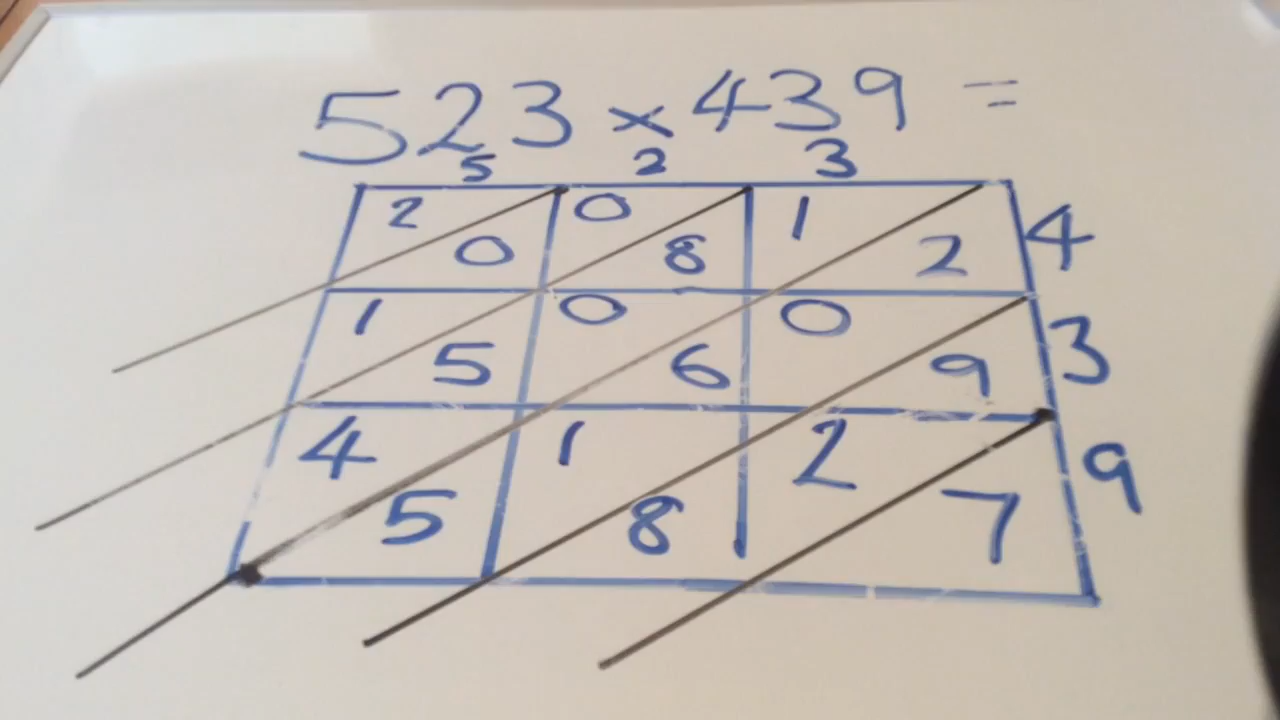 523 × 439 =
5 2 3
2 0 1
0 8 2 4
1 0 0
5 6 9 3
4 1 2
5 8 7 9